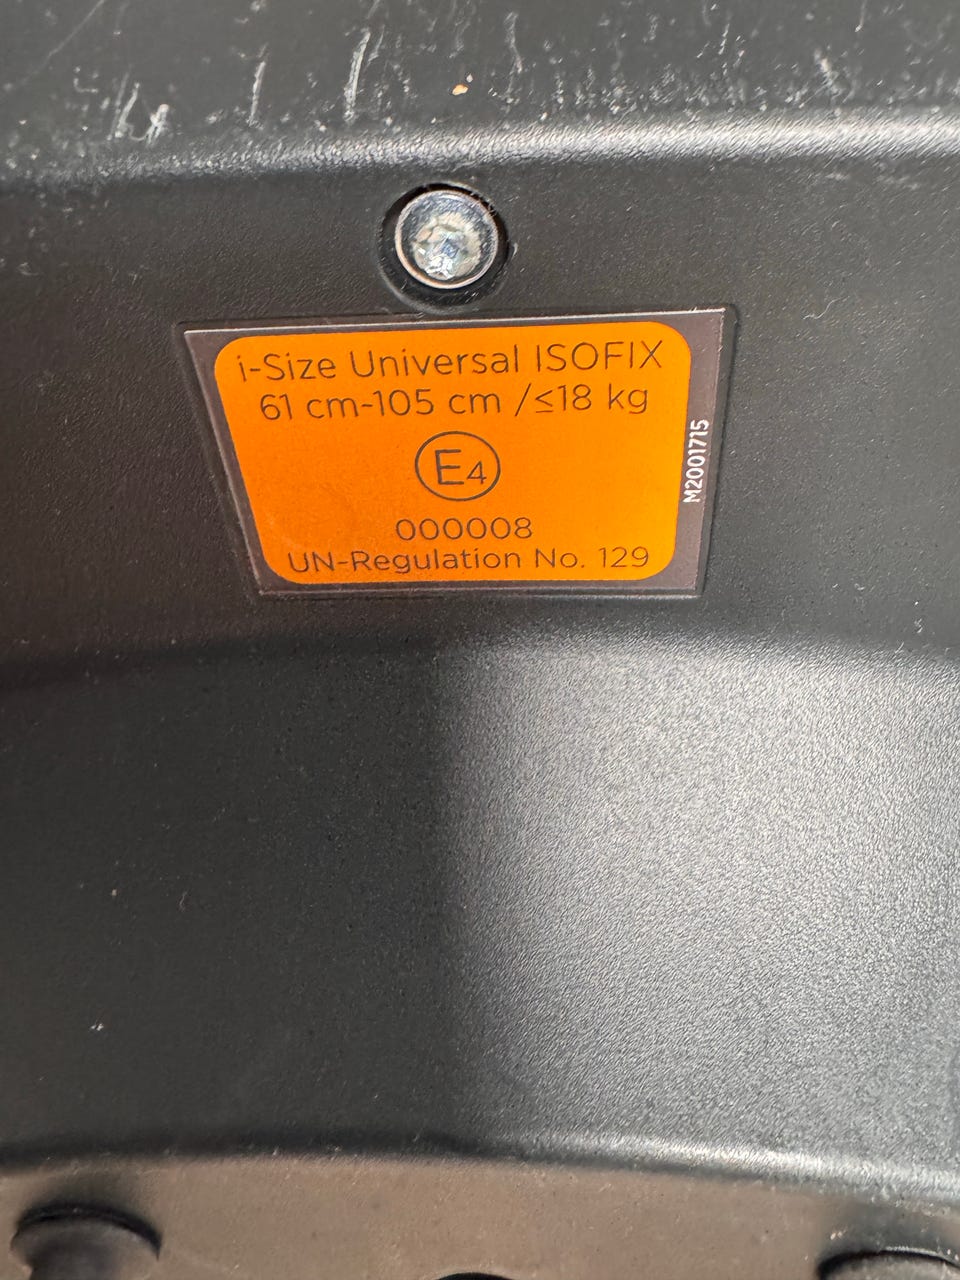 i-Size Universal ISOFIX
61 cm-105 cm /≤18 kg
E4
000008
UN-Regulation No. 129
M2001715